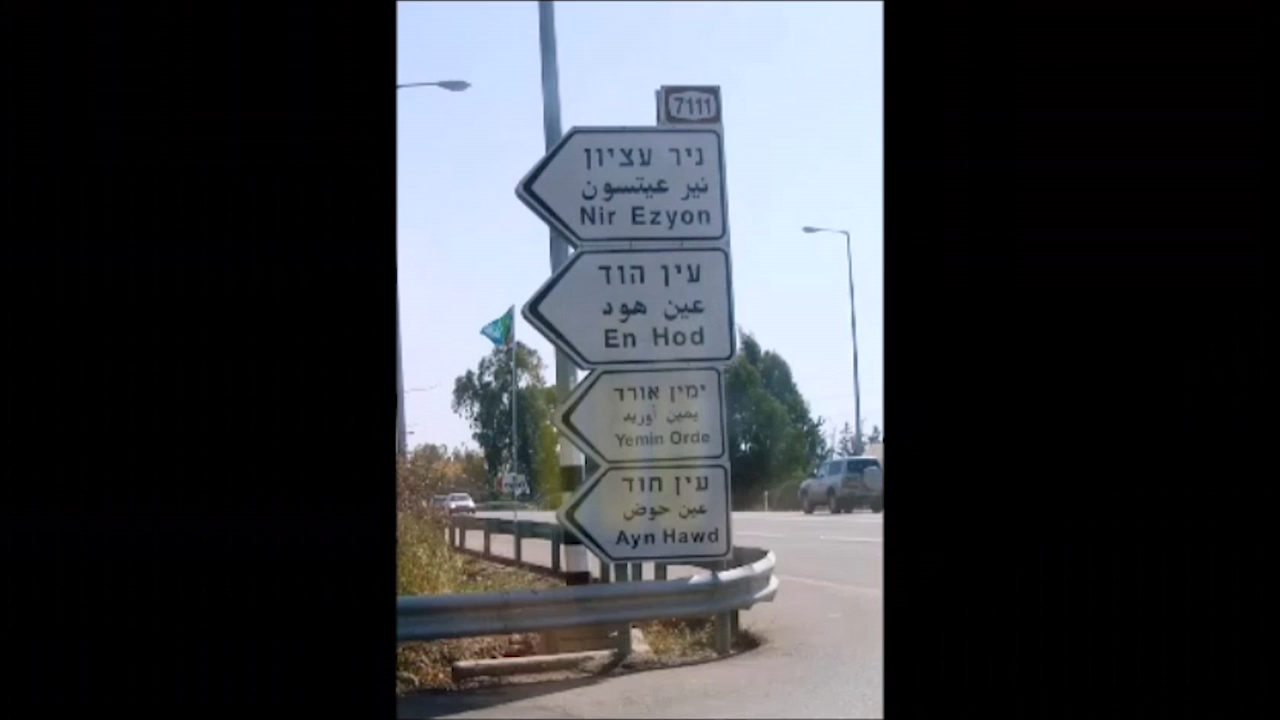 7111
ניר עציון
نير عيتسون
Nir Ezyon
עין הוד
عين هود
En Hod
ימין אורד
يمين أوريد
Yemin Orde
עין חוד
عين حوض
Ayn Hawd